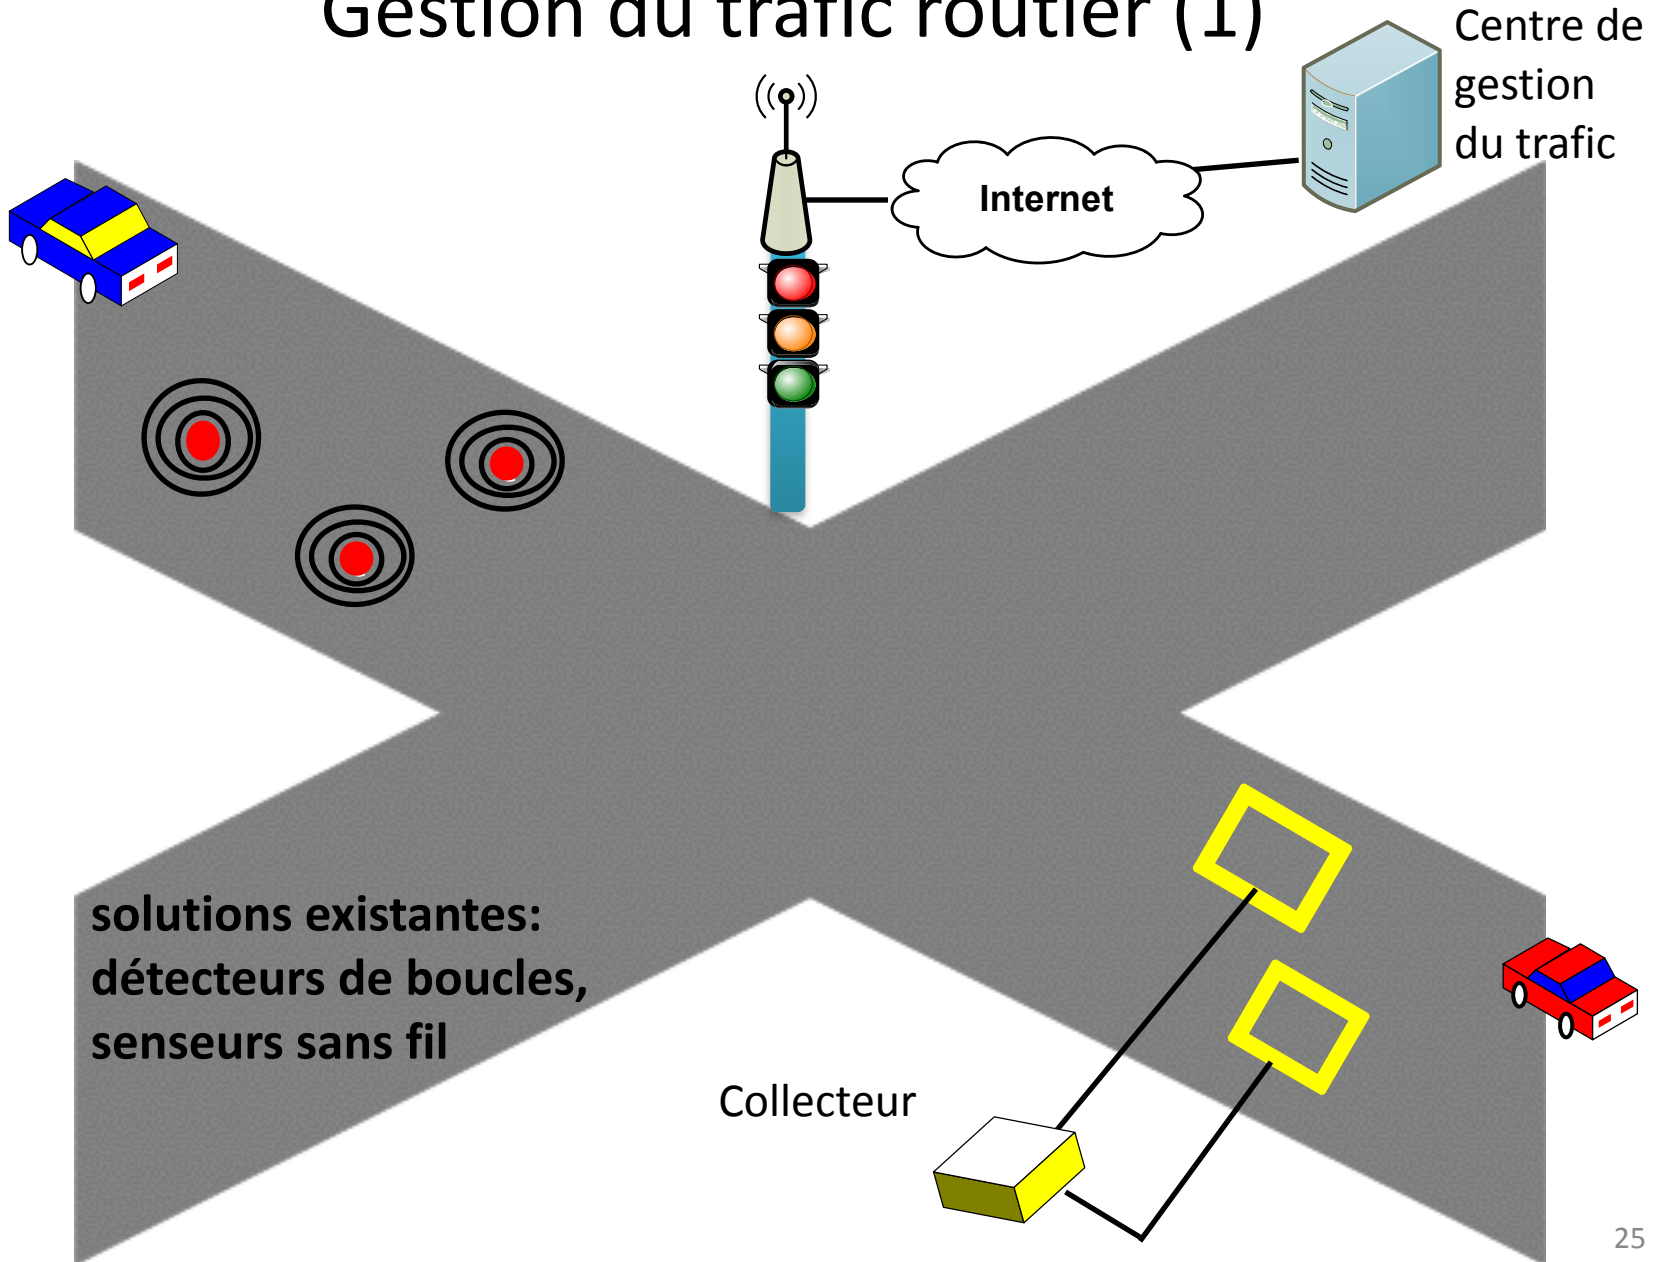 Gestion du trafic routier (1)
Centre de
gestion
du trafic
Internet
solutions existantes:
détecteurs de boucles,
senseurs sans fil
Collecteur
25